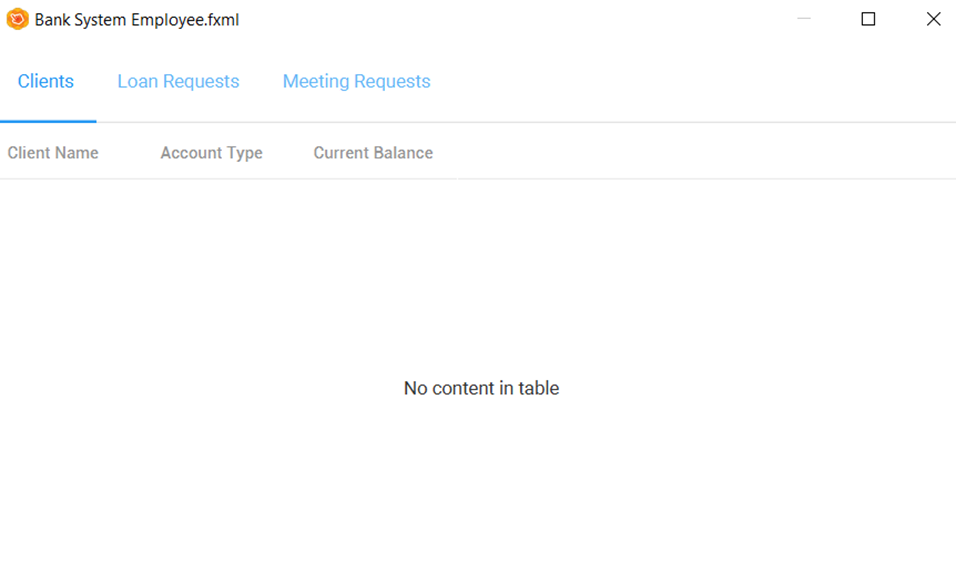 Bank System Employee.fxml
Clients Loan Requests Meeting Requests
Client Name Account Type Current Balance
No content in table